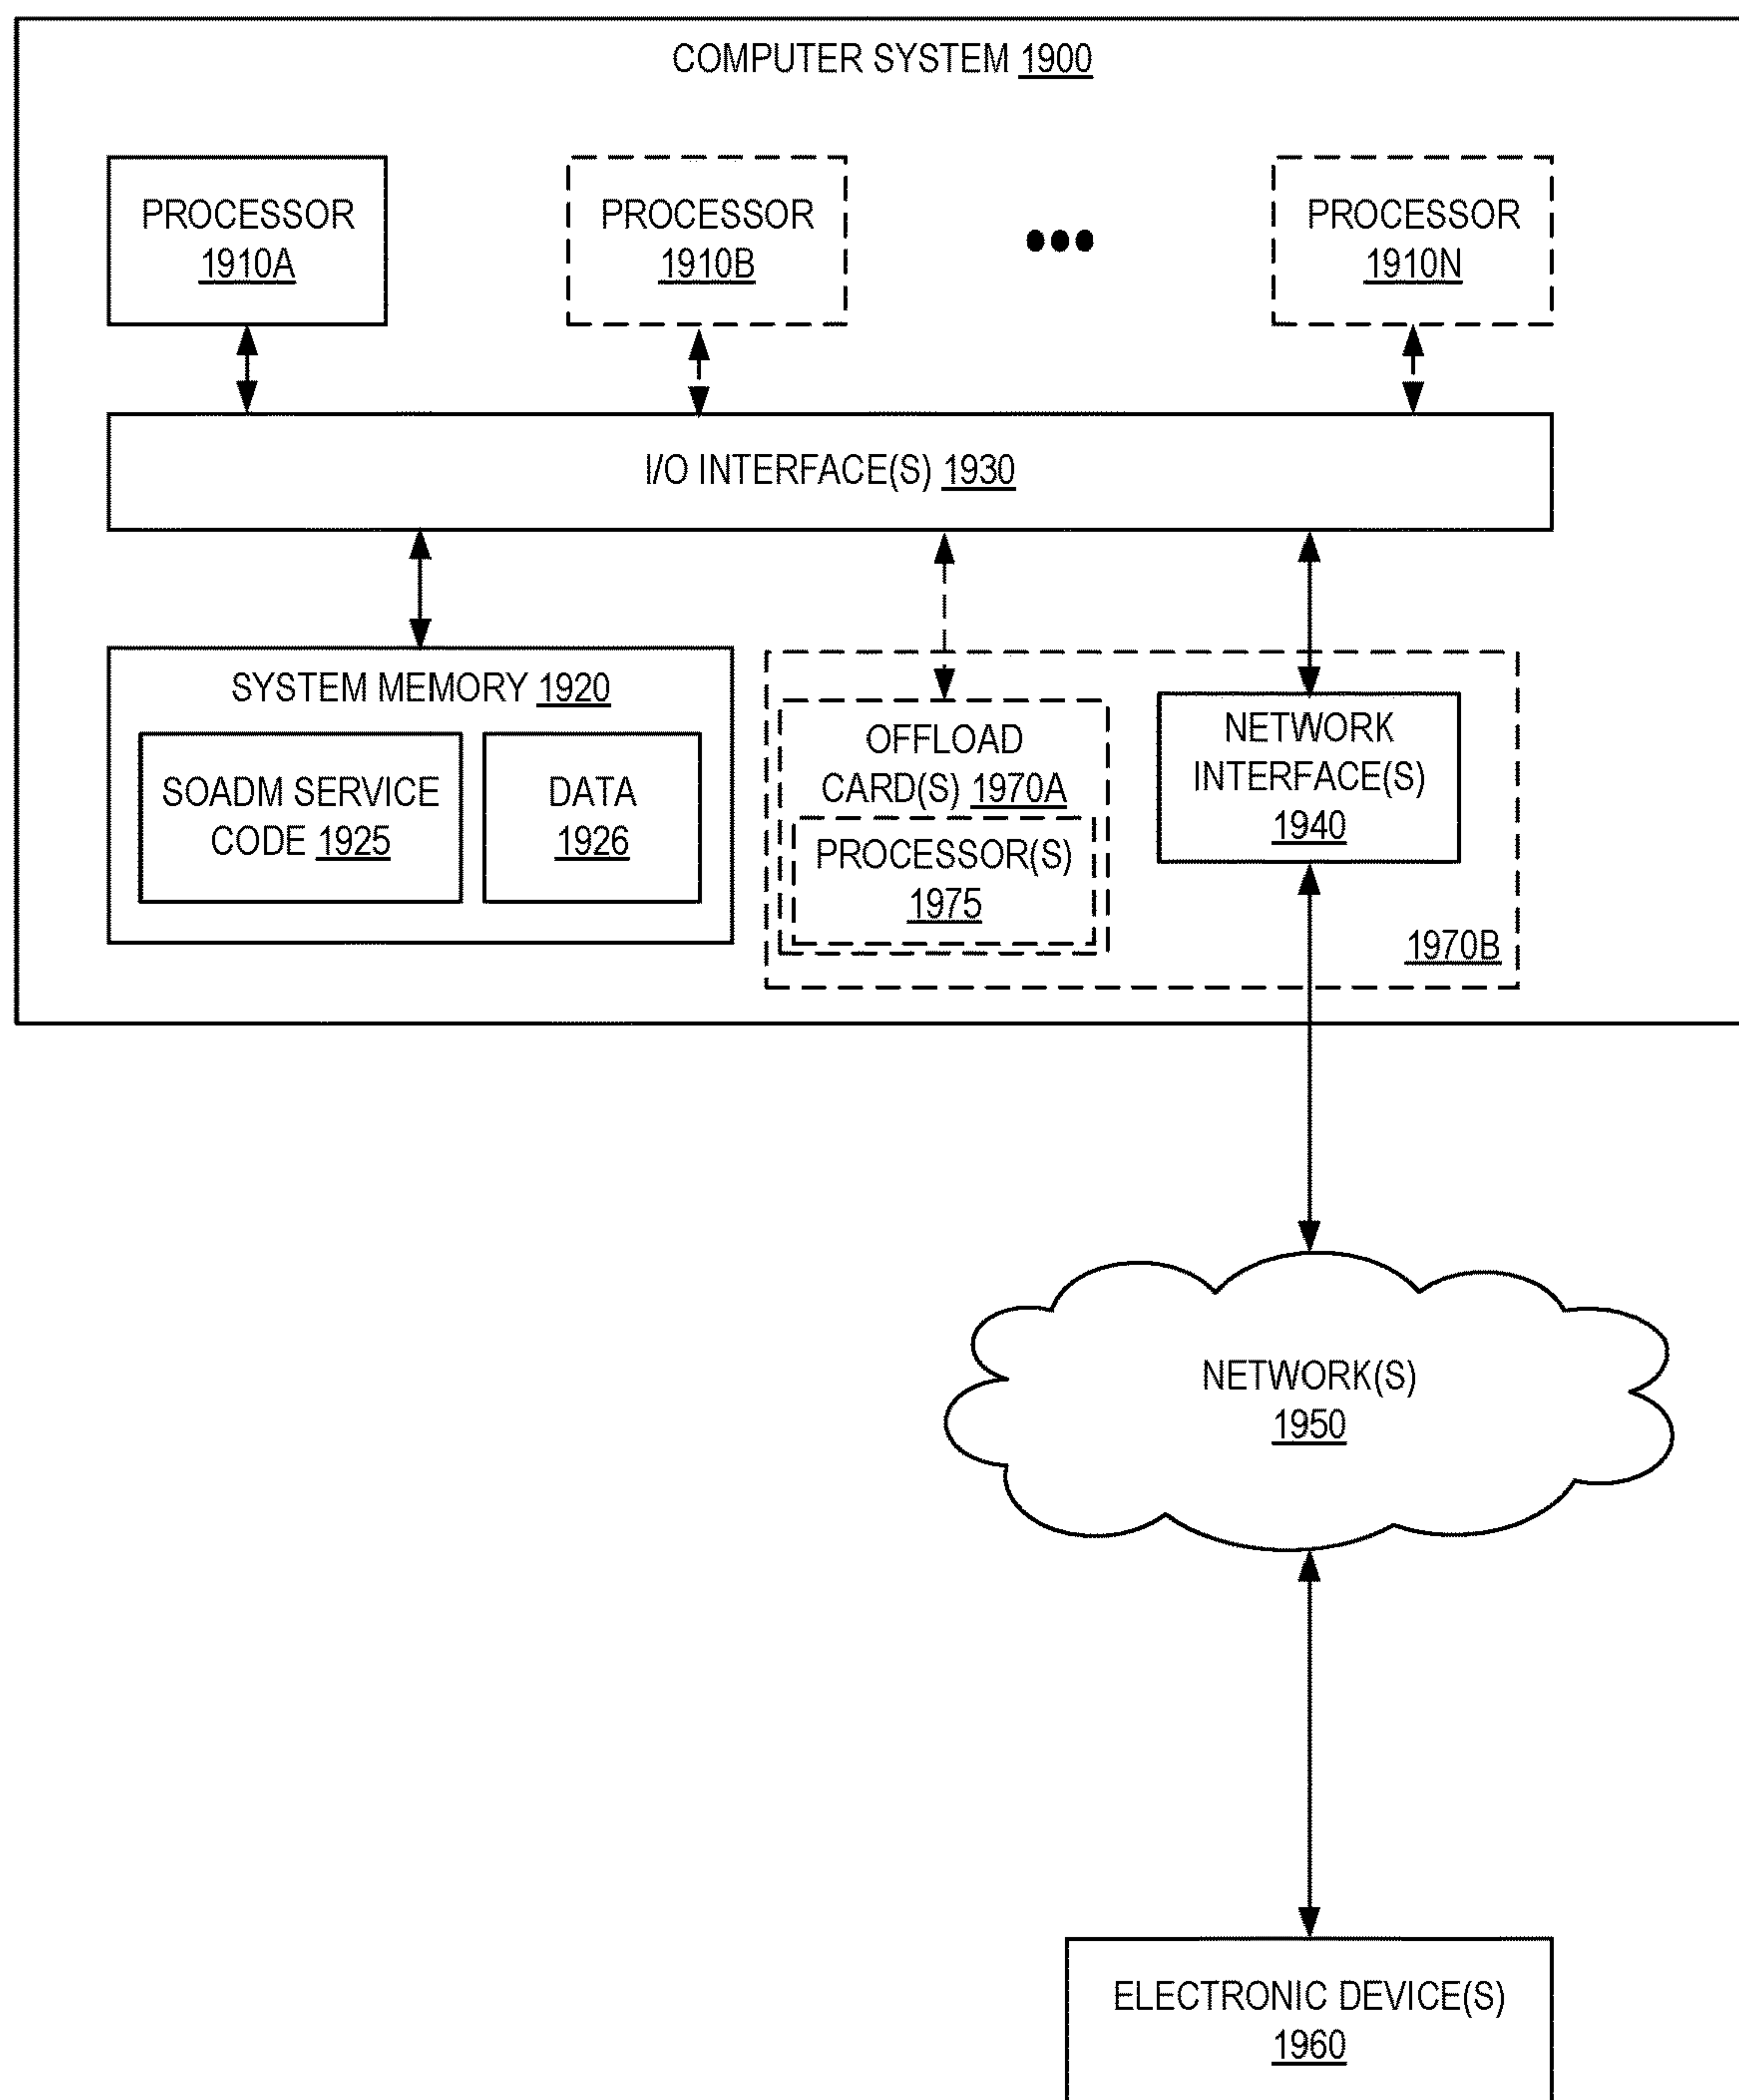 COMPUTER SYSTEM 1900
PROCESSOR
1910A
PROCESSOR
1910B
PROCESSOR
1910N
I/O INTERFACE(S) 1930
SYSTEM MEMORY 1920
SOADM SERVICE
CODE 1925
DATA
1926
OFFLOAD
CARD(S) 1970A
PROCESSOR(S)
1975
NETWORK
INTERFACE(S)
1940
1970B
NETWORK(S)
1950
ELECTRONIC DEVICE(S)
1960